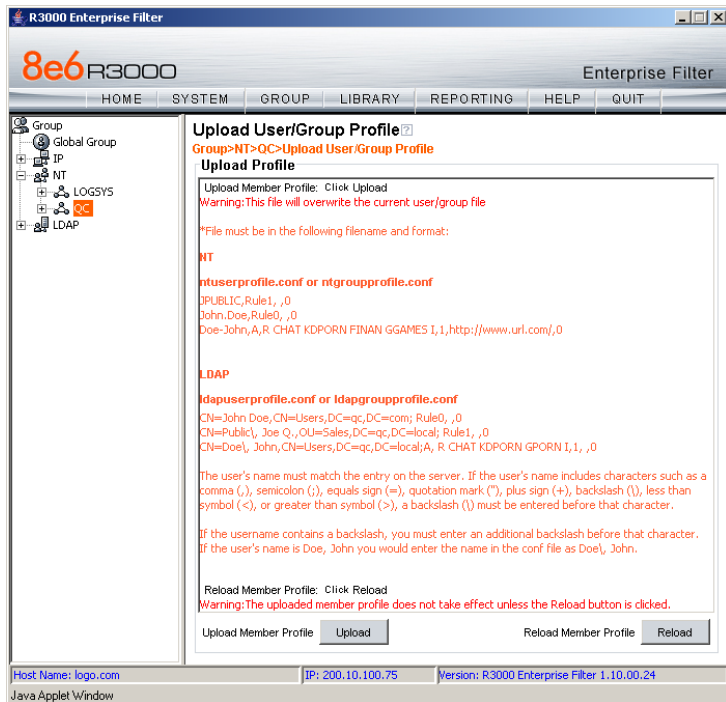 R3000 Enterprise Filter
8e6 R3000
Enterprise Filter
HOME SYSTEM GROUP LIBRARY REPORTING HELP QUIT
Group
Global Group
IP
NT
LOGSYS
QC
LDAP
Upload User/Group Profile?
Group>NT>QC>Upload User/Group Profile
Upload Profile
Upload Member Profile: Click Upload
Warning:This file will overwrite the current user/group file
*File must be in the following filename and format:
NT
ntuserprofile.conf or ntgroupprofile.conf
JPUBLIC,Rule1, ,0
John.Doe,Rule0, ,0
Doe-John,A,R CHAT KDPORN FINAN GGAMES I,1,http://www.url.com/,0
LDAP
ldapuserprofile.conf or ldapgroupprofile.conf
CN=John Doe,CN=Users,DC=qc,DC=com; Rule0, ,0
CN=Public\, Joe Q.,OU=Sales,DC=qc,DC=local; Rule1, ,0
CN=Doe\, John,CN=Users,DC=qc,DC=local;A, R CHAT KDPORN GPORN I,1, ,0
The user's name must match the entry on the server. If the user's name includes characters such as a
comma (,), semicolon (;), equals sign (=), quotation mark ("), plus sign (+), backslash (\), less than
symbol (<), or greater than symbol (>), a backslash (\) must be entered before that character.
If the username contains a backslash, you must enter an additional backslash before that character.
If the user's name is Doe, John you would enter the name in the conf file as Doe\, John.
Reload Member Profile: Click Reload
Warning:The uploaded member profile does not take effect unless the Reload button is clicked.
Upload Member Profile Upload Reload Member Profile Reload
Host Name: logo.com IP: 200.10.100.75 Version: R3000 Enterprise Filter 1.10.00.24
Java Applet Window